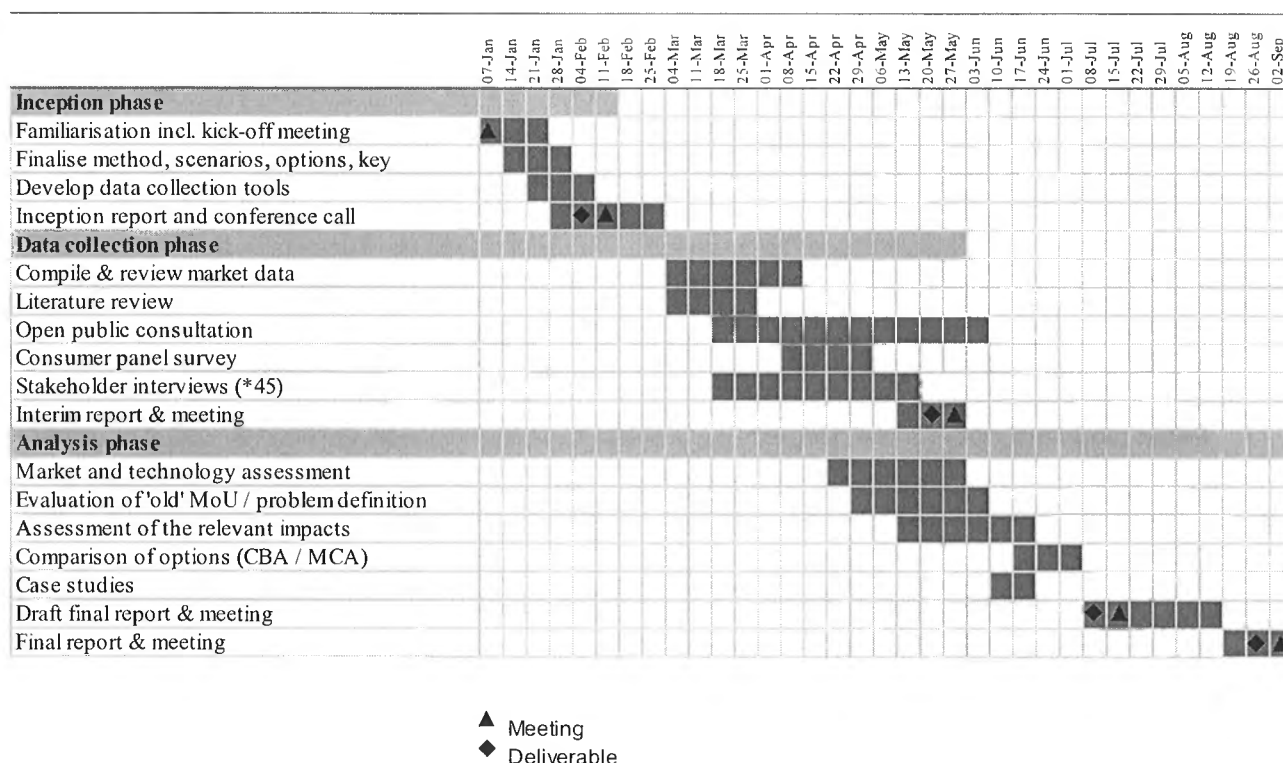 07-Jan 14-Jan 21-Jan 28-Jan 04-Feb 11-Feb 18-Feb 25-Feb 04-Mar 11-Mar 18-Mar 25-Mar 01-Apr 08-Apr 15-Apr 22-Apr 29-Apr 06-May 13-May 20-May 27-May 03-Jun 10-Jun 17-Jun 24-Jun 01-Jul 08-Jul 15-Jul 22-Jul 29-Jul 05-Aug 12-Aug 19-Aug 26-Aug 02-Sep
Inception phase
Familiarisation incl. kick-off meeting
Finalise method, scenarios, options, key
Develop data collection tools
Inception report and conference call
Data collection phase
Compile & review market data
Literature review
Open public consultation
Consumer panel survey
Stakeholder interviews (*45)
Interim report & meeting
Analysis phase
Market and technology assessment
Evaluation of 'old' MoU / problem definition
Assessment of the relevant impacts
Comparison of options (CBA / MCA)
Case studies
Draft final report & meeting
Final report & meeting
Meeting
Deliverable